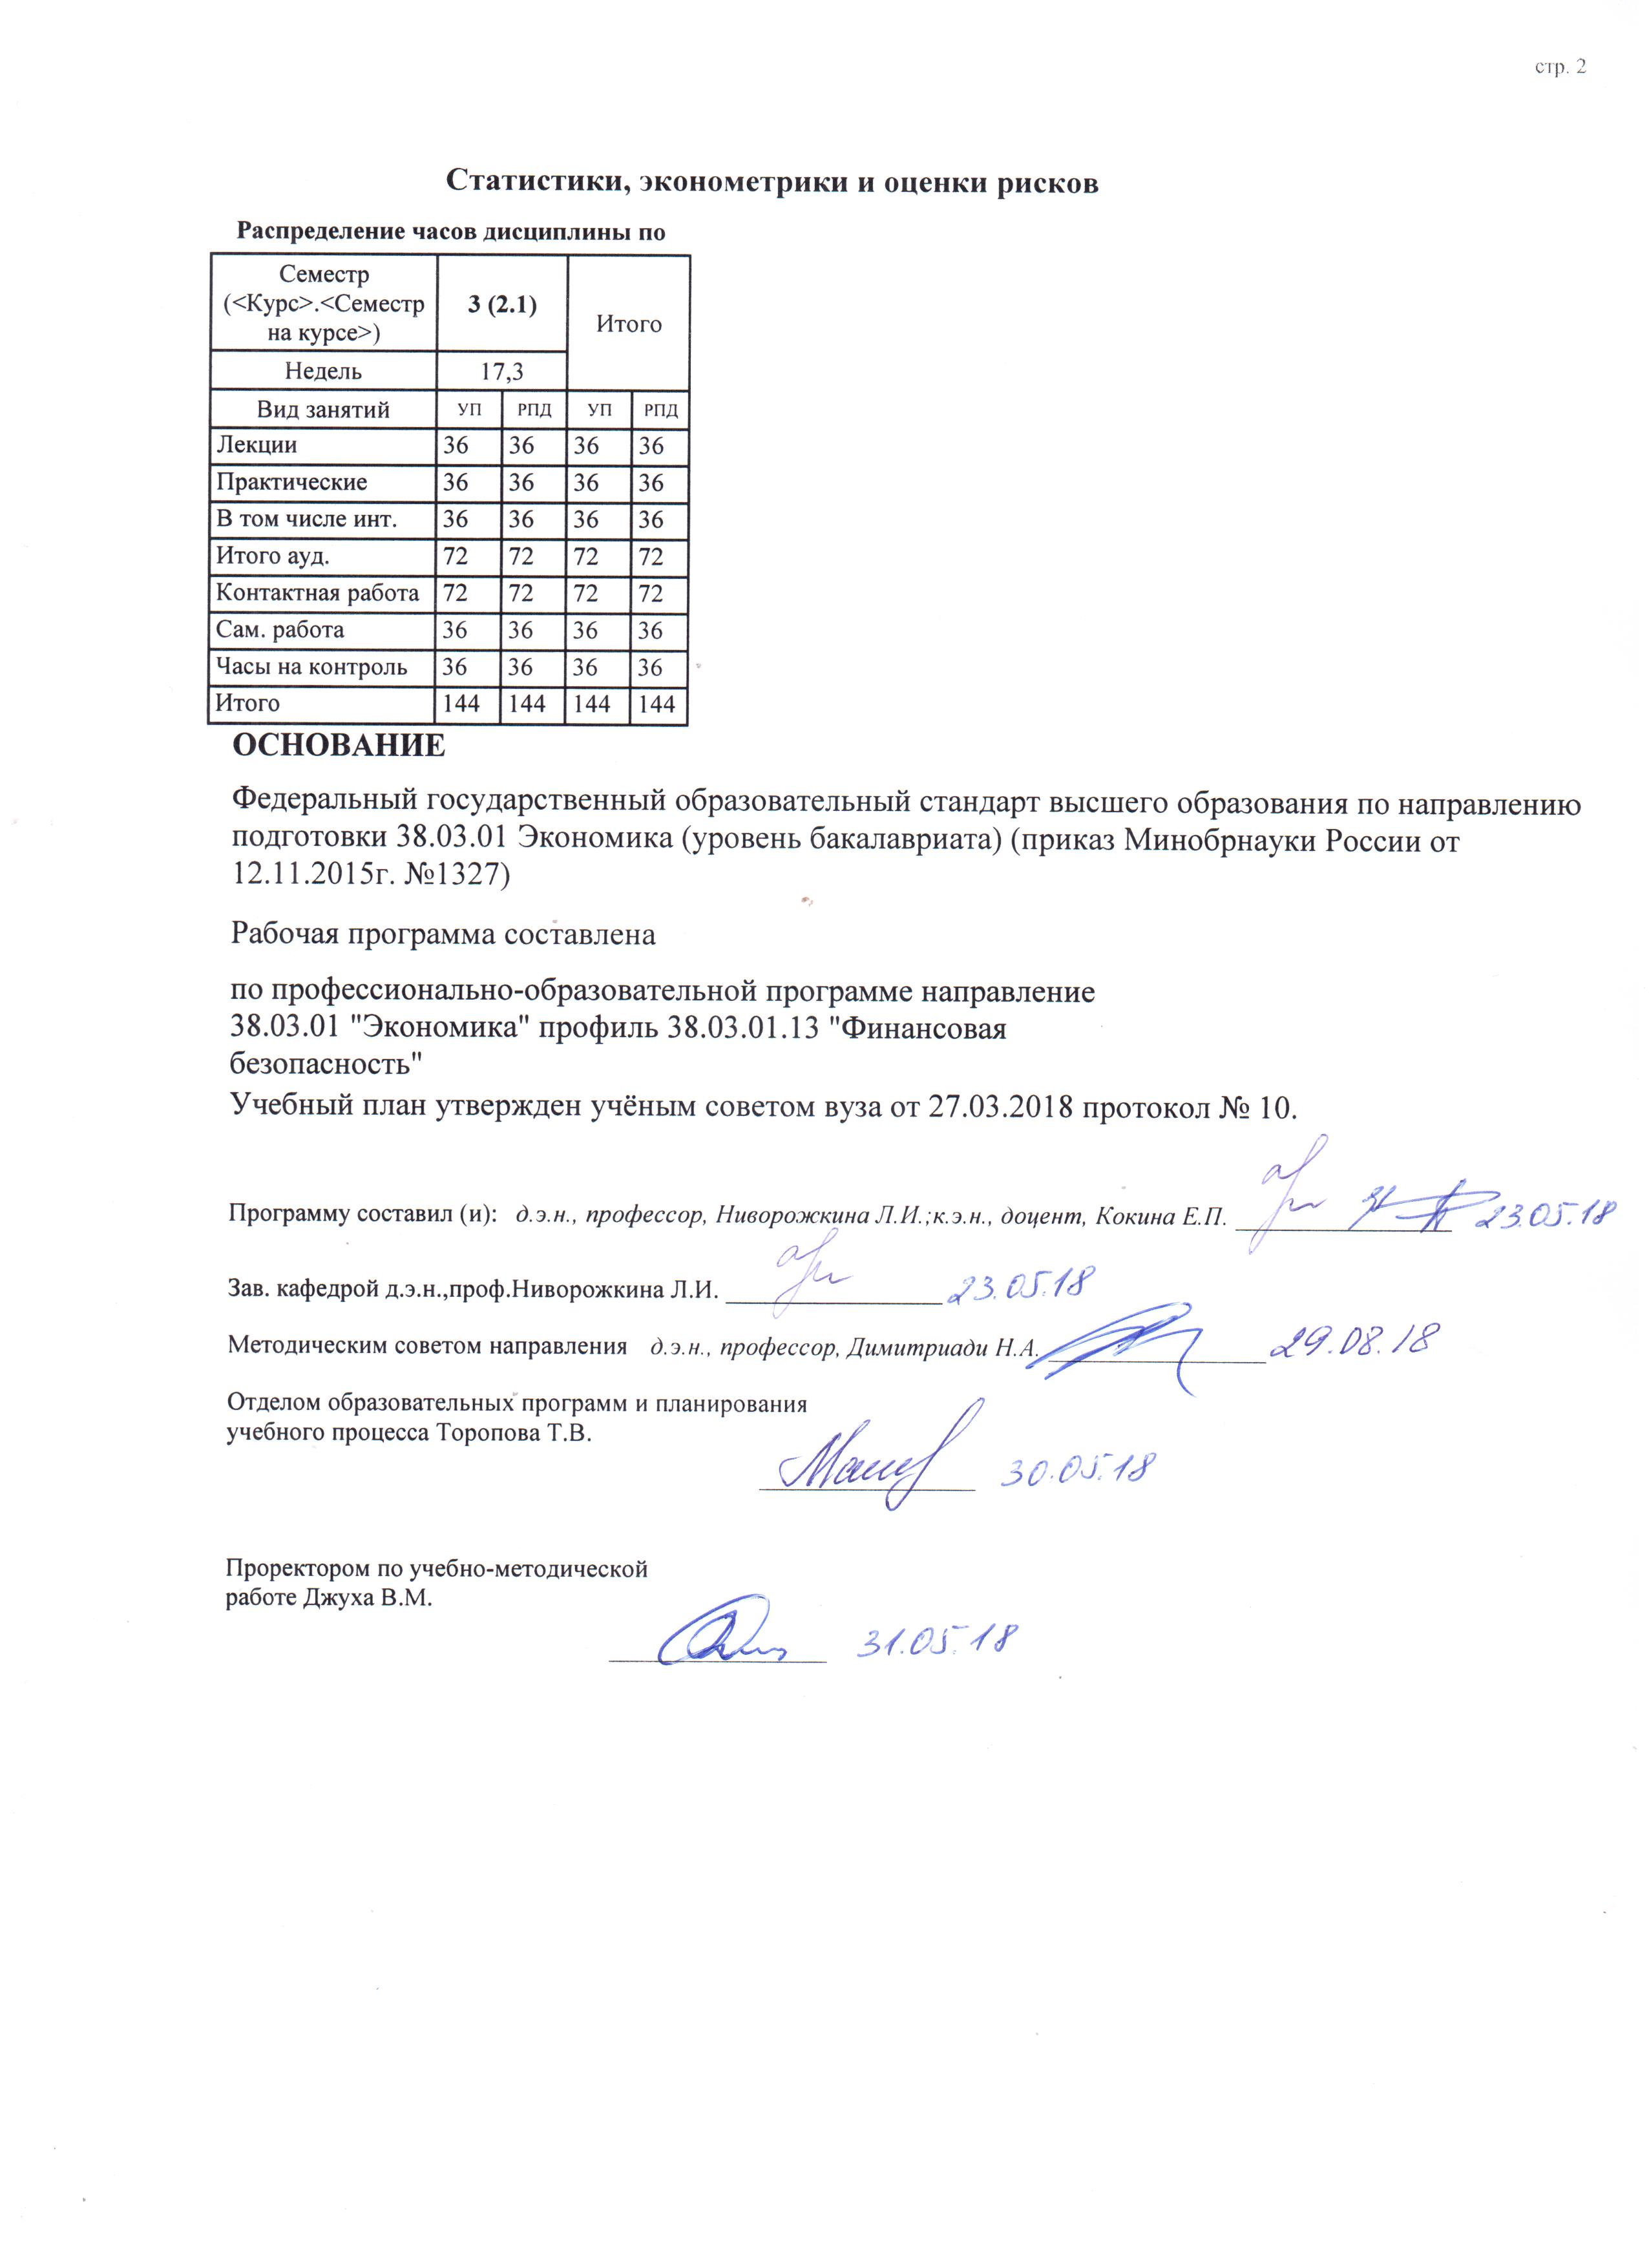 стр. 2
Статистики, эконометрики и оценки рисков
Распределение часов дисциплины по
Семестр
(<Курс>.<Семестр
на курсе>)
3 (2.1)
Итого
Недель 17,3
Вид занятий УП РПД УП РПД
Лекции 36 36 36 36
Практические 36 36 36 36
В том числе инт. 36 36 36 36
Итого ауд. 72 72 72 72
Контактная работа 72 72 72 72
Сам. работа 36 36 36 36
Часы на контроль 36 36 36 36
Итого 144 144 144 144
ОСНОВАНИЕ
Федеральный государственный образовательный стандарт высшего образования по направлению
подготовки 38.03.01 Экономика (уровень бакалавриата) (приказ Минобрнауки России от
12.11.2015г. №1327)
Рабочая программа составлена
по профессионально-образовательной программе направление
38.03.01 "Экономика" профиль 38.03.01.13 "Финансовая
безопасность"
Учебный план утвержден учёным советом вуза от 27.03.2018 протокол № 10.
Программу составил (и): д.э.н., профессор, Ниворожкина Л.И.;к.э.н., доцент, Кокина Е.П. 23.05.18
Зав. кафедрой д.э.н.,проф.Ниворожкина Л.И. 23.05.18
Методическим советом направления д.э.н., профессор, Димитриади Н.А. 29.08.18
Отделом образовательных программ и планирования
учебного процесса Торопова Т.В.
30.05.18
Проректором по учебно-методической
работе Джуха В.М.
31.05.18